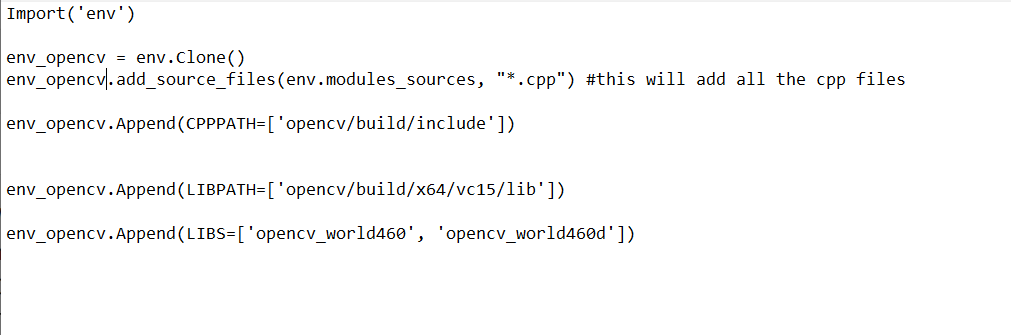 Import('env')
env_opencv = env.Clone()
env_opencv.add_source_files(env.modules_sources, "*.cpp") #this will add all the cpp files
env_opencv.Append(CPPPATH=['opencv/build/include'])
env_opencv.Append(LIBPATH=['opencv/build/x64/vc15/lib'])
env_opencv.Append(LIBS=['opencv_world460', 'opencv_world460d'])